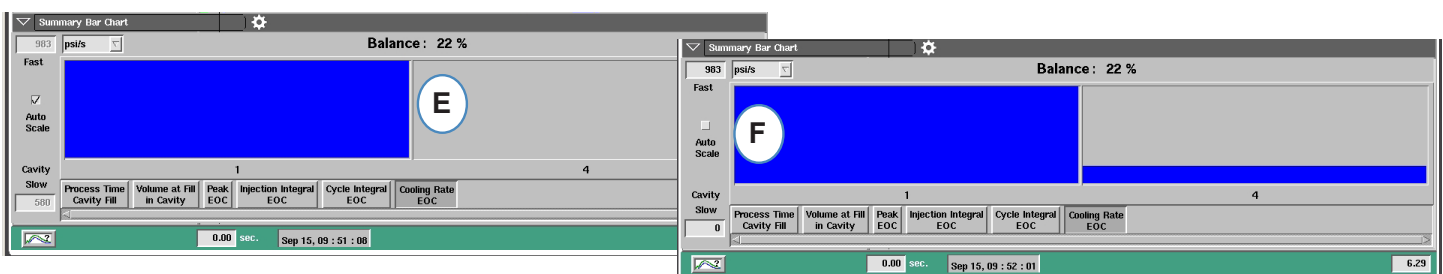 Summary Bar Chart
983 psi/s Balance : 22 %
Fast
E
Auto
Scale
Cavity 1 4
Slow
580
Process Time
Cavity Fill
Volume at Fill
in Cavity
Peak
EOC
Injection Integral
EOC
Cycle Integral
EOC
Cooling Rate
EOC
? 0.00 sec. Sep 15, 09 : 51 : 08
Summary Bar Chart
983 psi/s Balance : 22 %
Fast
F
Auto
Scale
Cavity 1 4
Slow
0
Process Time
Cavity Fill
Volume at Fill
in Cavity
Peak
EOC
Injection Integral
EOC
Cycle Integral
EOC
Cooling Rate
EOC
? 0.00 sec. Sep 15, 09 : 52 : 01 6.29